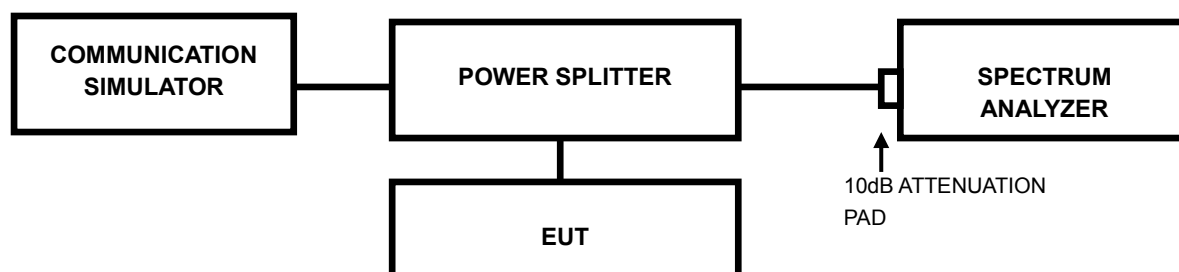 COMMUNICATION
SIMULATOR
POWER SPLITTER
SPECTRUM
ANALYZER
10dB ATTENUATION
PAD
EUT